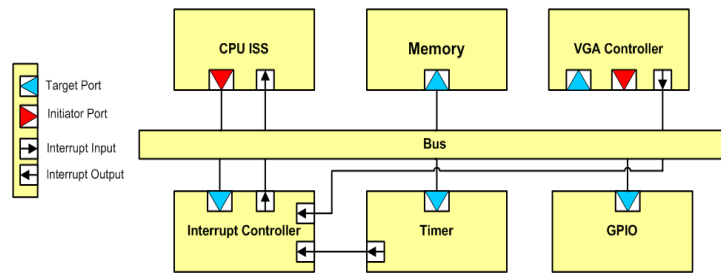 CPU ISS
Memory
VGA Controller
Target Port
Initiator Port
Interrupt Input
Interrupt Output
Bus
Interrupt Controller
Timer
GPIO